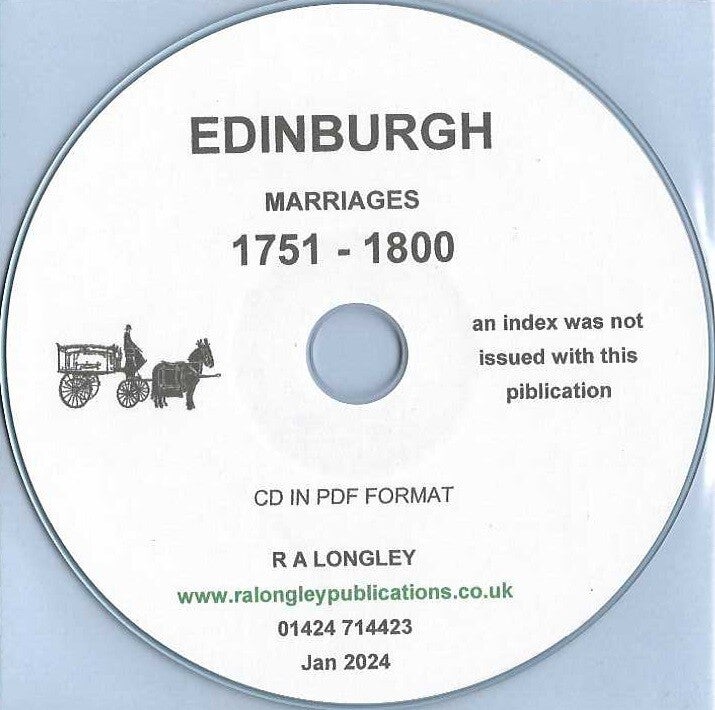 EDINBURGH
MARRIAGES
1751 - 1800
an index was not
issued with this
piblication
CD IN PDF FORMAT
R A LONGLEY
www.ralongleypublications.co.uk
01424 714423
Jan 2024